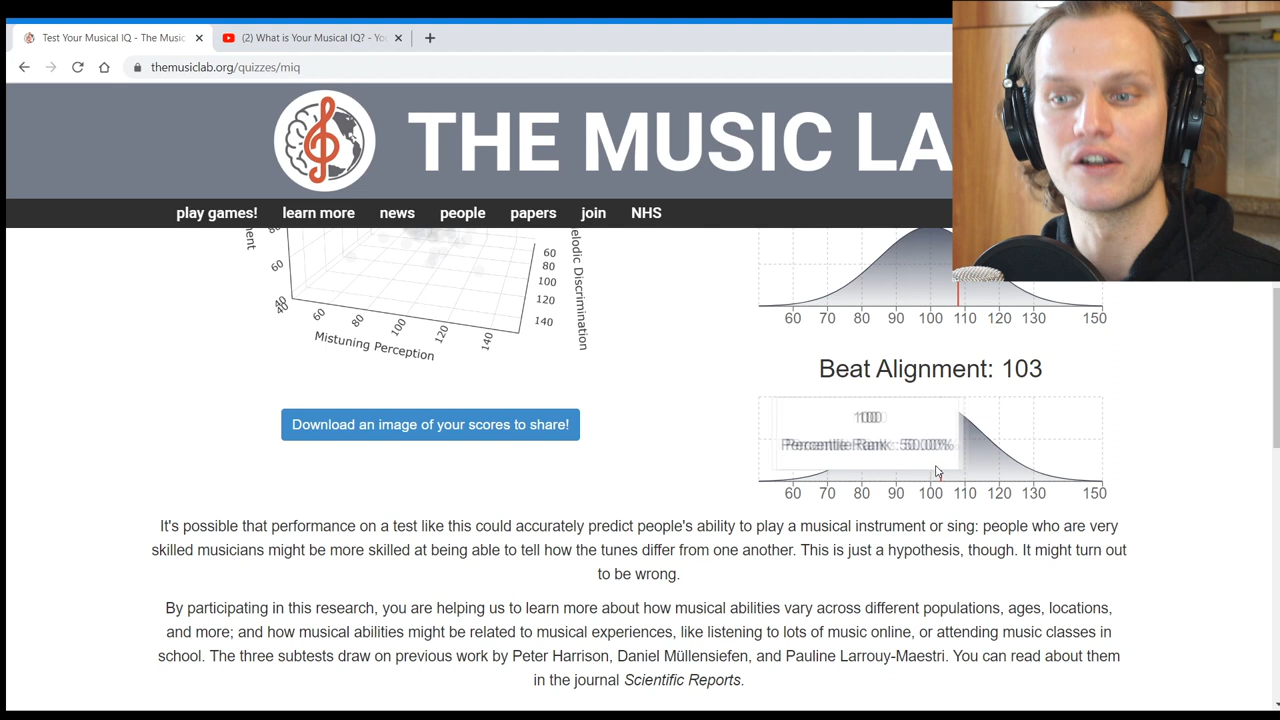 Test Your Musical IQ - The Music
(2) What is Your Musical IQ? - Yo
themusiclab.org/quizzes/miq
THE MUSIC LA
play games!
learn more
news
people
papers
join
NHS
60
40
40
60
80
100
120
140
Mistuning Perception
60
80
100
120
140
elodic Discrimination
60 70 80 90 100 110 120 130 150
Beat Alignment: 103
100
Percentile Rank: 50.00%
60 70 80 90 100 110 120 130 150
Download an image of your scores to share!
It's possible that performance on a test like this could accurately predict people's ability to play a musical instrument or sing: people who are very
skilled musicians might be more skilled at being able to tell how the tunes differ from one another. This is just a hypothesis, though. It might turn out
to be wrong.
By participating in this research, you are helping us to learn more about how musical abilities vary across different populations, ages, locations,
and more; and how musical abilities might be related to musical experiences, like listening to lots of music online, or attending music classes in
school. The three subtests draw on previous work by Peter Harrison, Daniel Müllensiefen, and Pauline Larrouy-Maestri. You can read about them
in the journal Scientific Reports.